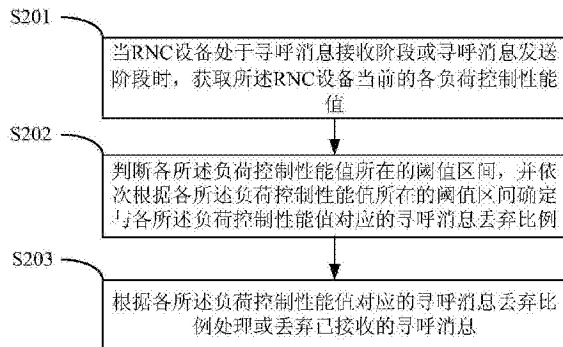 S201
当RNC设备处于寻呼消息接收阶段或寻呼消息发送
阶段时，获取所述RNC设备当前的各负荷控制性能
值
S202
判断各所述负荷控制性能值所在的阈值区间，并依
次根据各所述负荷控制性能值所在的阈值区间确定
与各所述负荷控制性能值对应的寻呼消息丢弃比例
S203
根据各所述负荷控制性能值对应的寻呼消息丢弃比
例处理或丢弃已接收的寻呼消息